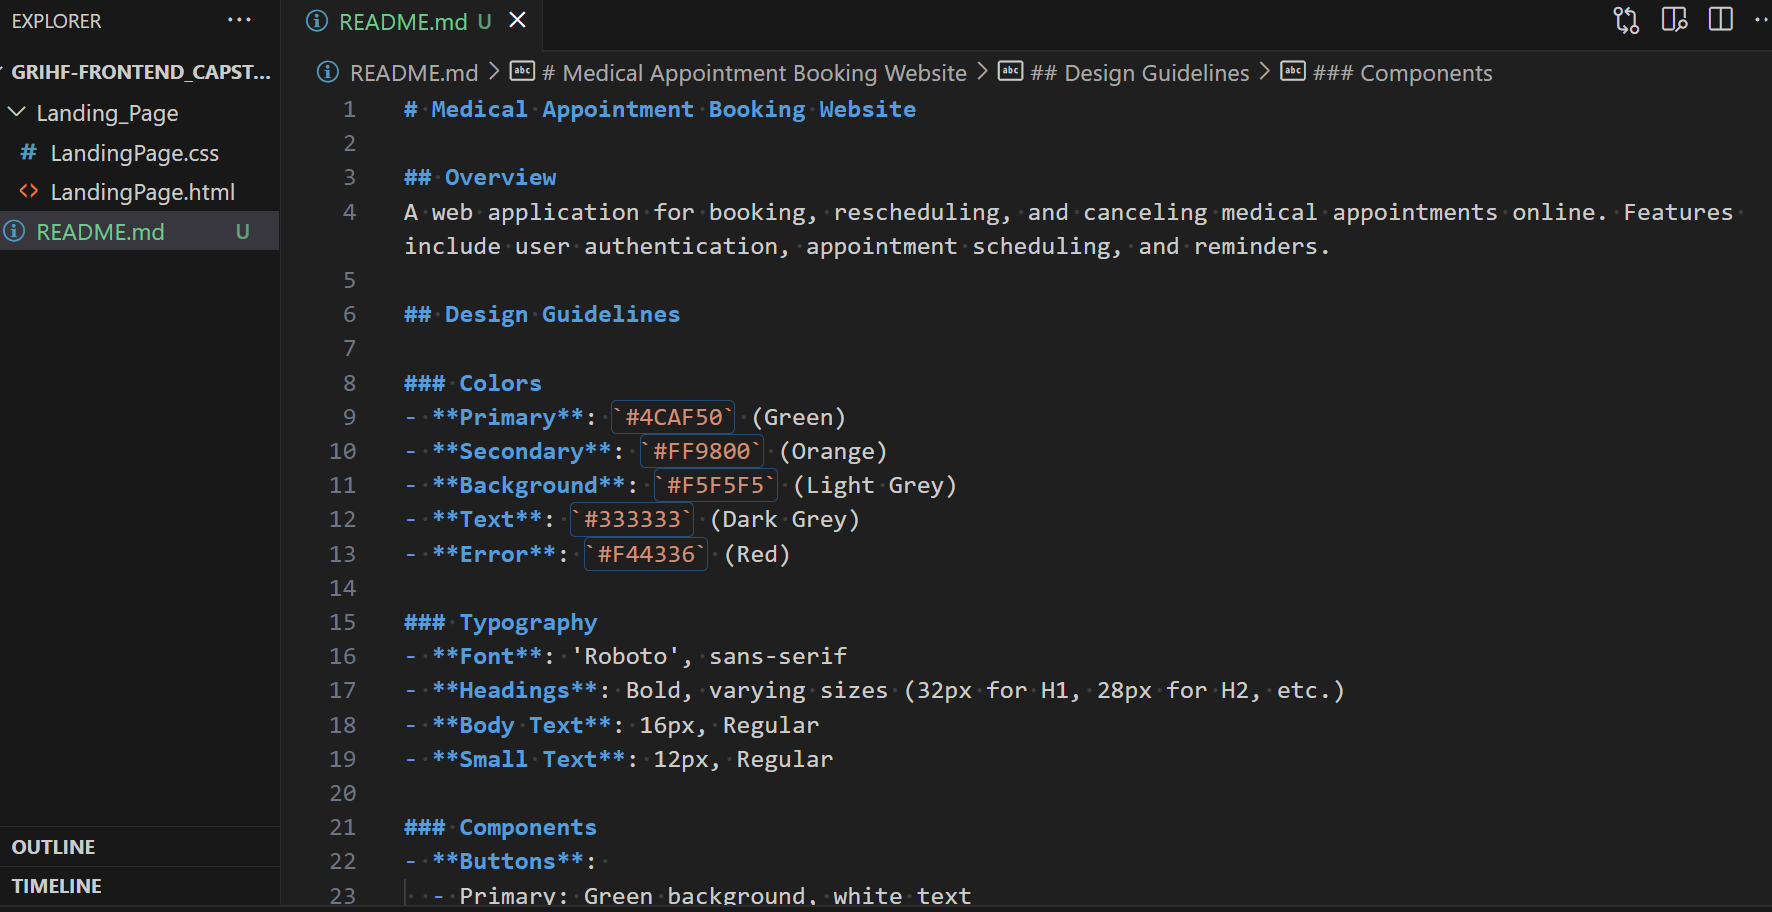 EXPLORER ...
GRIHF-FRONTEND_CAPST...
Landing_Page
# LandingPage.css
<> LandingPage.html
README.md U
OUTLINE
TIMELINE
README.md U
README.md > # Medical Appointment Booking Website > ## Design Guidelines > ### Components
1 # Medical Appointment Booking Website
2
3 ## Overview
4 A web application for booking, rescheduling, and canceling medical appointments online. Features
include user authentication, appointment scheduling, and reminders.
5
6 ## Design Guidelines
7
8 ### Colors
9 - **Primary**: `#4CAF50` (Green)
10 - **Secondary**: `#FF9800` (Orange)
11 - **Background**: `#F5F5F5` (Light Grey)
12 - **Text**: `#333333` (Dark Grey)
13 - **Error**: `#F44336` (Red)
14
15 ### Typography
16 - **Font**: 'Roboto', sans-serif
17 - **Headings**: Bold, varying sizes (32px for H1, 28px for H2, etc.)
18 - **Body Text**: 16px, Regular
19 - **Small Text**: 12px, Regular
20
21 ### Components
22 - **Buttons**:
23 - Primary: Green background, white text